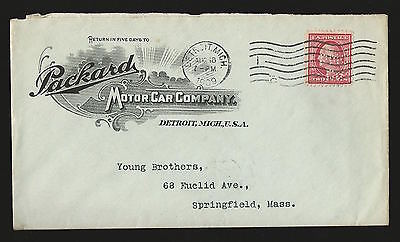 RETURN IN FIVE DAYS TO
Packard
MOTOR CAR COMPANY.
DETROIT, MICH., U.S.A.
DETROIT, MICH.
Young Brothers,
68 Euclid Ave.,
Springfield, Mass.